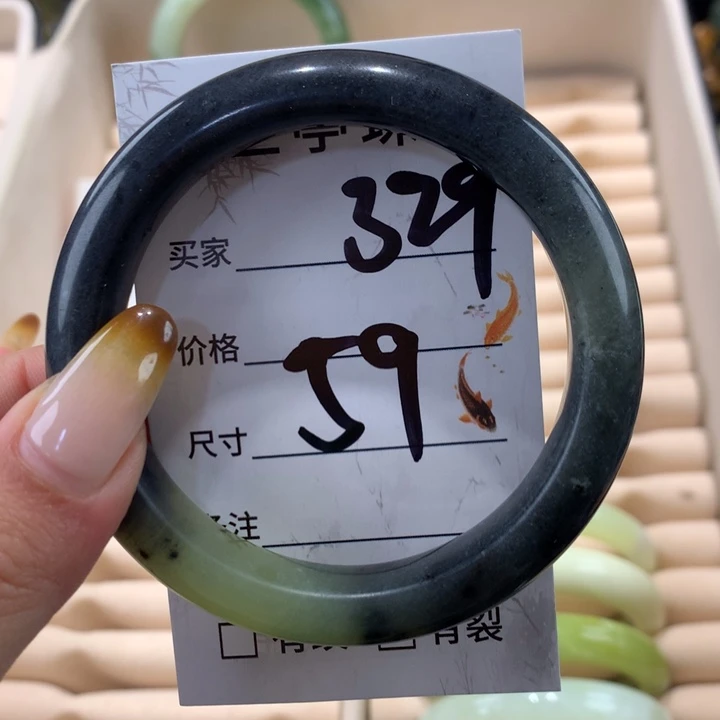 买家 329
价格
尺寸 59
注
有裂